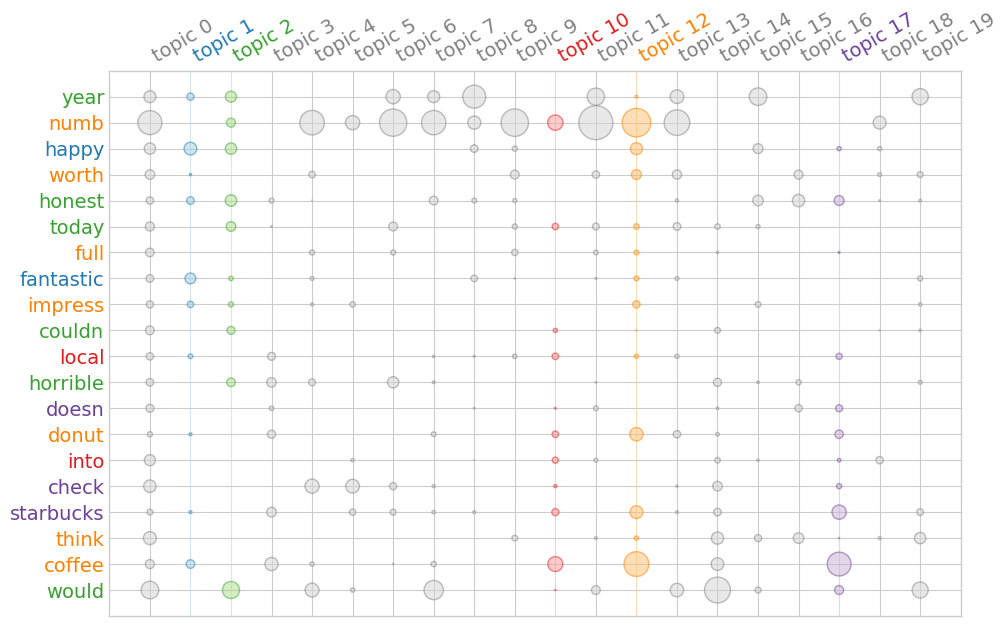 topic 0
topic 1
topic 2
topic 3
topic 4
topic 5
topic 6
topic 7
topic 8
topic 9
topic 10
topic 11
topic 12
topic 13
topic 14
topic 15
topic 16
topic 17
topic 18
topic 19
year
numb
happy
worth
honest
today
full
fantastic
impress
couldn
local
horrible
doesn
donut
into
check
starbucks
think
coffee
would